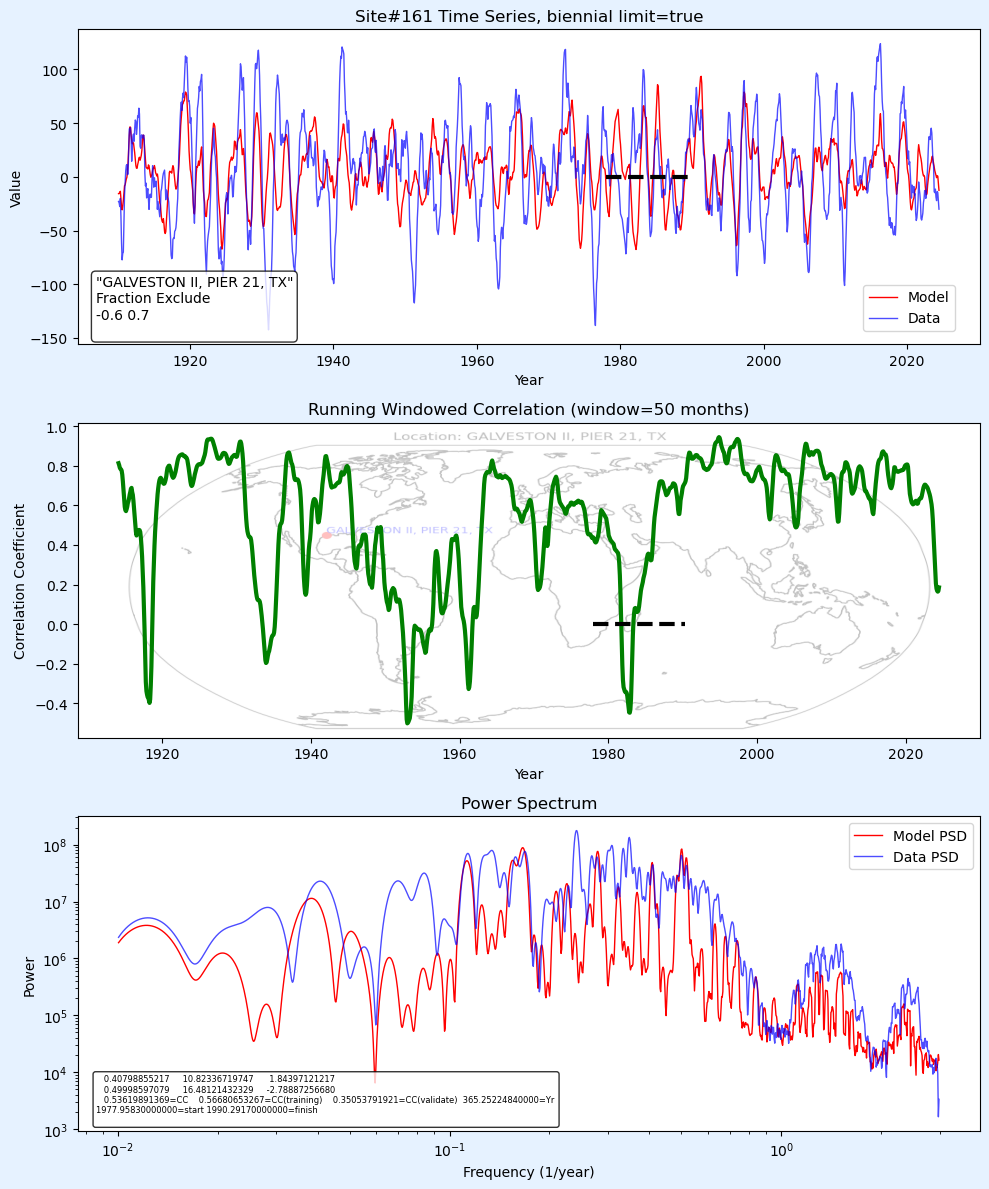 Site#161 Time Series, biennial limit=true
Value
100
50
0
−50
−100
−150
"GALVESTON II, PIER 21, TX"
Fraction Exclude
-0.6 0.7
Model
Data
1920
1940
1960
1980
2000
2020
Year
Running Windowed Correlation (window=50 months)
Correlation Coefficient
1.0
0.8
0.6
0.4
0.2
0.0
−0.2
−0.4
Location: GALVESTON II, PIER 21, TX
GALVESTON II, PIER 21, TX
1920
1940
1960
1980
2000
2020
Year
Power Spectrum
Power
10^8
10^7
10^6
10^5
10^4
10^3
Model PSD
Data PSD
0.40798855217 10.82336719747 1.84397121217
0.49998597079 16.48121432329 -2.78887256680
0.53619891369=CC 0.56680653267=CC(training) 0.35053791921=CC(validate) 365.25224840000=Yr
1977.95830000000=start 1990.29170000000=finish
10^−2
10^−1
10^0
Frequency (1/year)